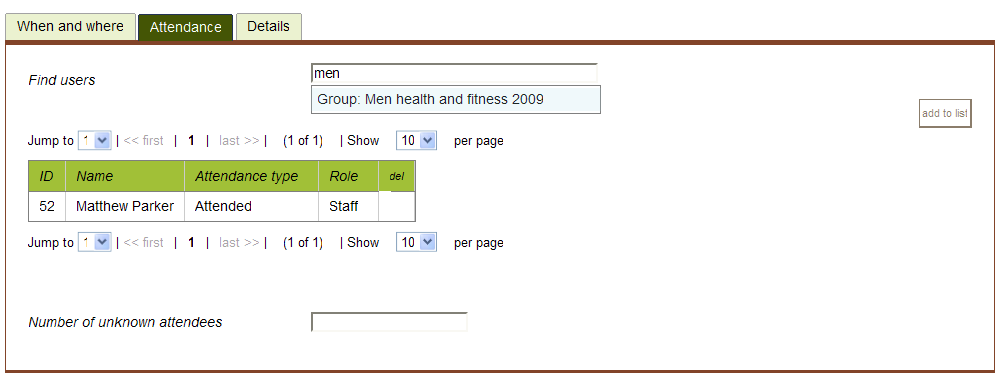 When and where Attendance Details
Find users men
Group: Men health and fitness 2009
add to list
Jump to 1 | << first | 1 | last >> | (1 of 1) | Show 10 per page
ID Name Attendance type Role del
52 Matthew Parker Attended Staff
Jump to 1 | << first | 1 | last >> | (1 of 1) | Show 10 per page
Number of unknown attendees